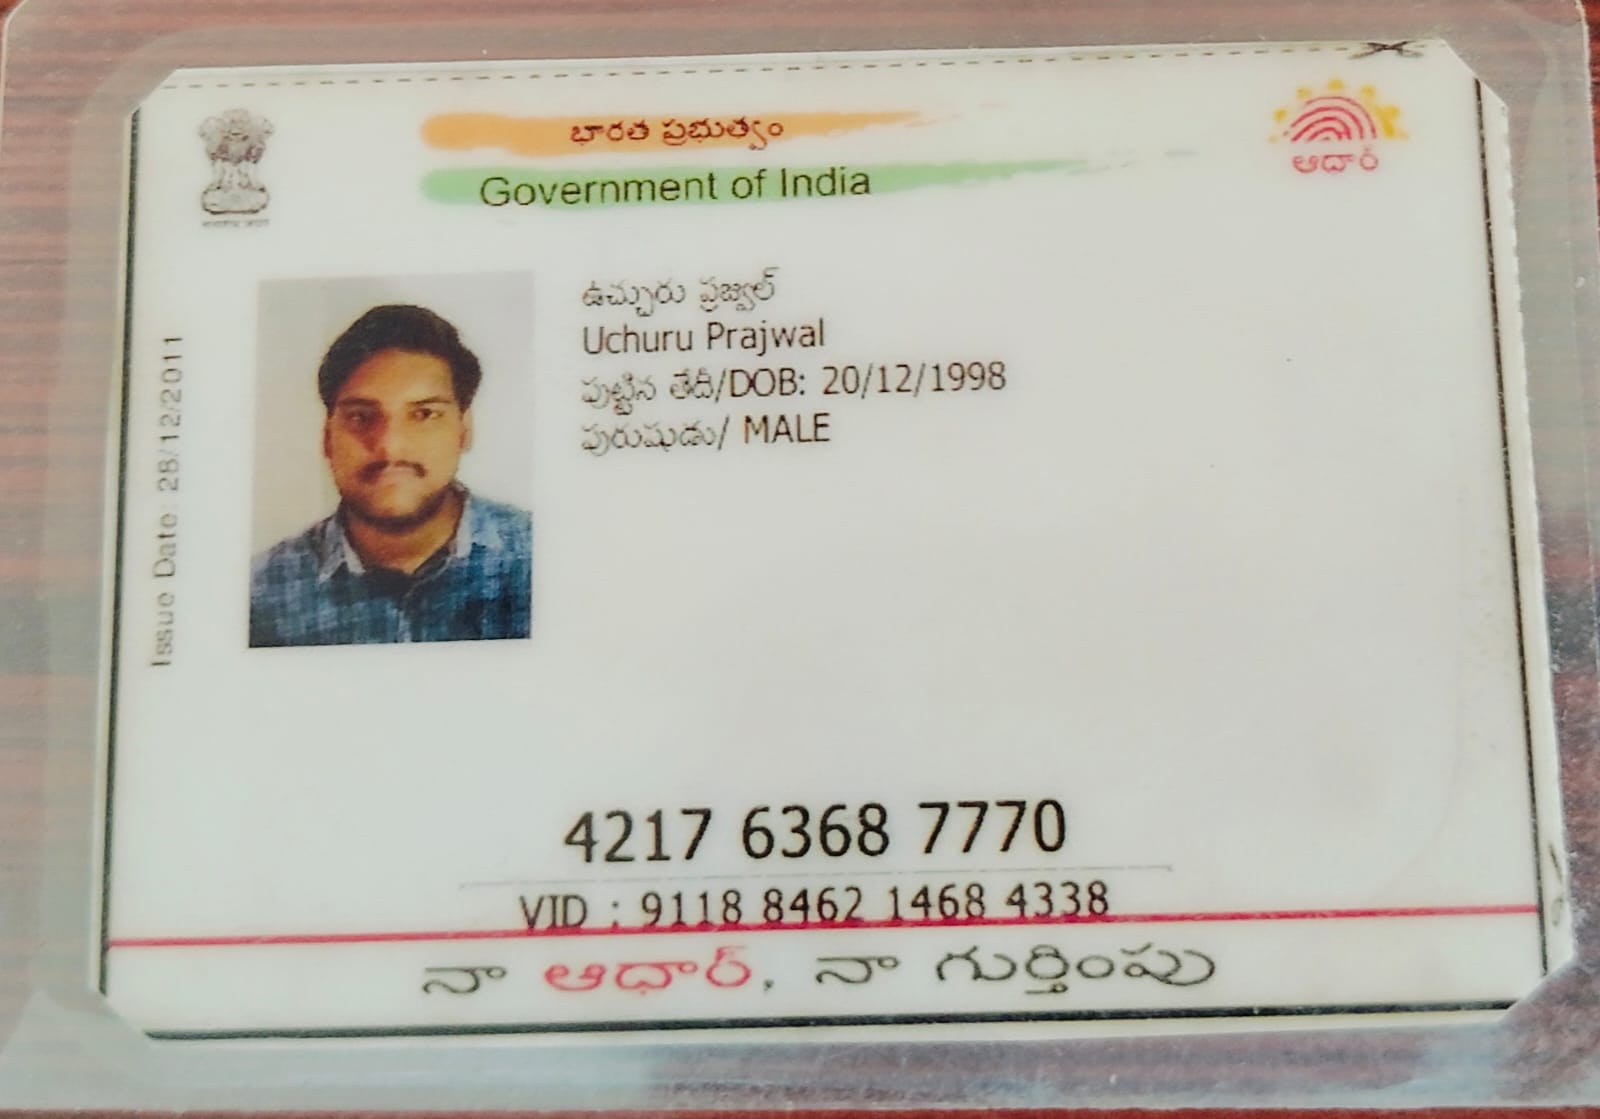 భారత ప్రభుత్వం
Government of India
ఆధార్
ఉచ్చురు ప్రజ్వల్
Uchuru Prajwal
పుట్టిన తేదీ/DOB: 20/12/1998
పురుషుడు/ MALE
Issue Date: 28/12/2011
4217 6368 7770
VID : 9118 8462 1468 4338
నా ఆధార్, నా గుర్తింపు